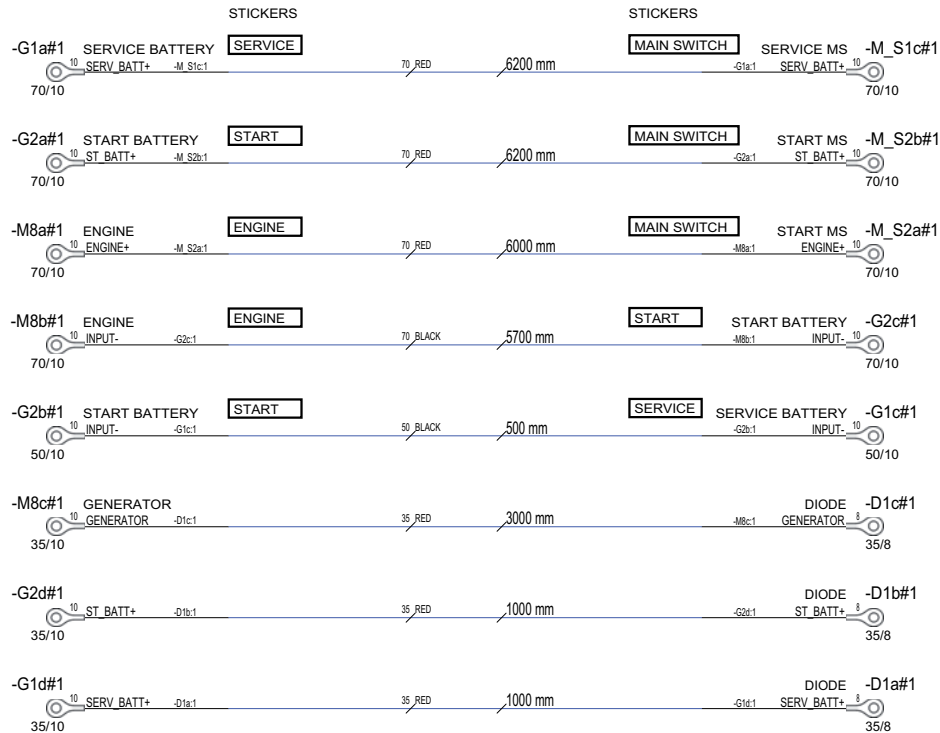 STICKERS STICKERS
-G1a#1 SERVICE BATTERY SERVICE MAIN SWITCH SERVICE MS -M_S1c#1
10 SERV_BATT+ -M_S1c:1 70 RED 6200 mm -G1a:1 SERV_BATT+ 10
70/10 70/10
-G2a#1 START BATTERY START MAIN SWITCH START MS -M_S2b#1
10 ST_BATT+ -M_S2b:1 70 RED 6200 mm -G2a:1 ST_BATT+ 10
70/10 70/10
-M8a#1 ENGINE ENGINE MAIN SWITCH START MS -M_S2a#1
10 ENGINE+ -M_S2a:1 70 RED 6000 mm -M8a:1 ENGINE+ 10
70/10 70/10
-M8b#1 ENGINE ENGINE START START BATTERY -G2c#1
10 INPUT- -G2c:1 70 BLACK 5700 mm -M8b:1 INPUT- 10
70/10 70/10
-G2b#1 START BATTERY START SERVICE SERVICE BATTERY -G1c#1
10 INPUT- -G1c:1 50 BLACK 500 mm -G2b:1 INPUT- 10
50/10 50/10
-M8c#1 GENERATOR DIODE -D1c#1
10 GENERATOR -D1c:1 35 RED 3000 mm -M8c:1 GENERATOR 8
35/10 35/8
-G2d#1 DIODE -D1b#1
10 ST_BATT+ -D1b:1 35 RED 1000 mm -G2d:1 ST_BATT+ 8
35/10 35/8
-G1d#1 DIODE -D1a#1
10 SERV_BATT+ -D1a:1 35 RED 1000 mm -G1d:1 SERV_BATT+ 8
35/10 35/8